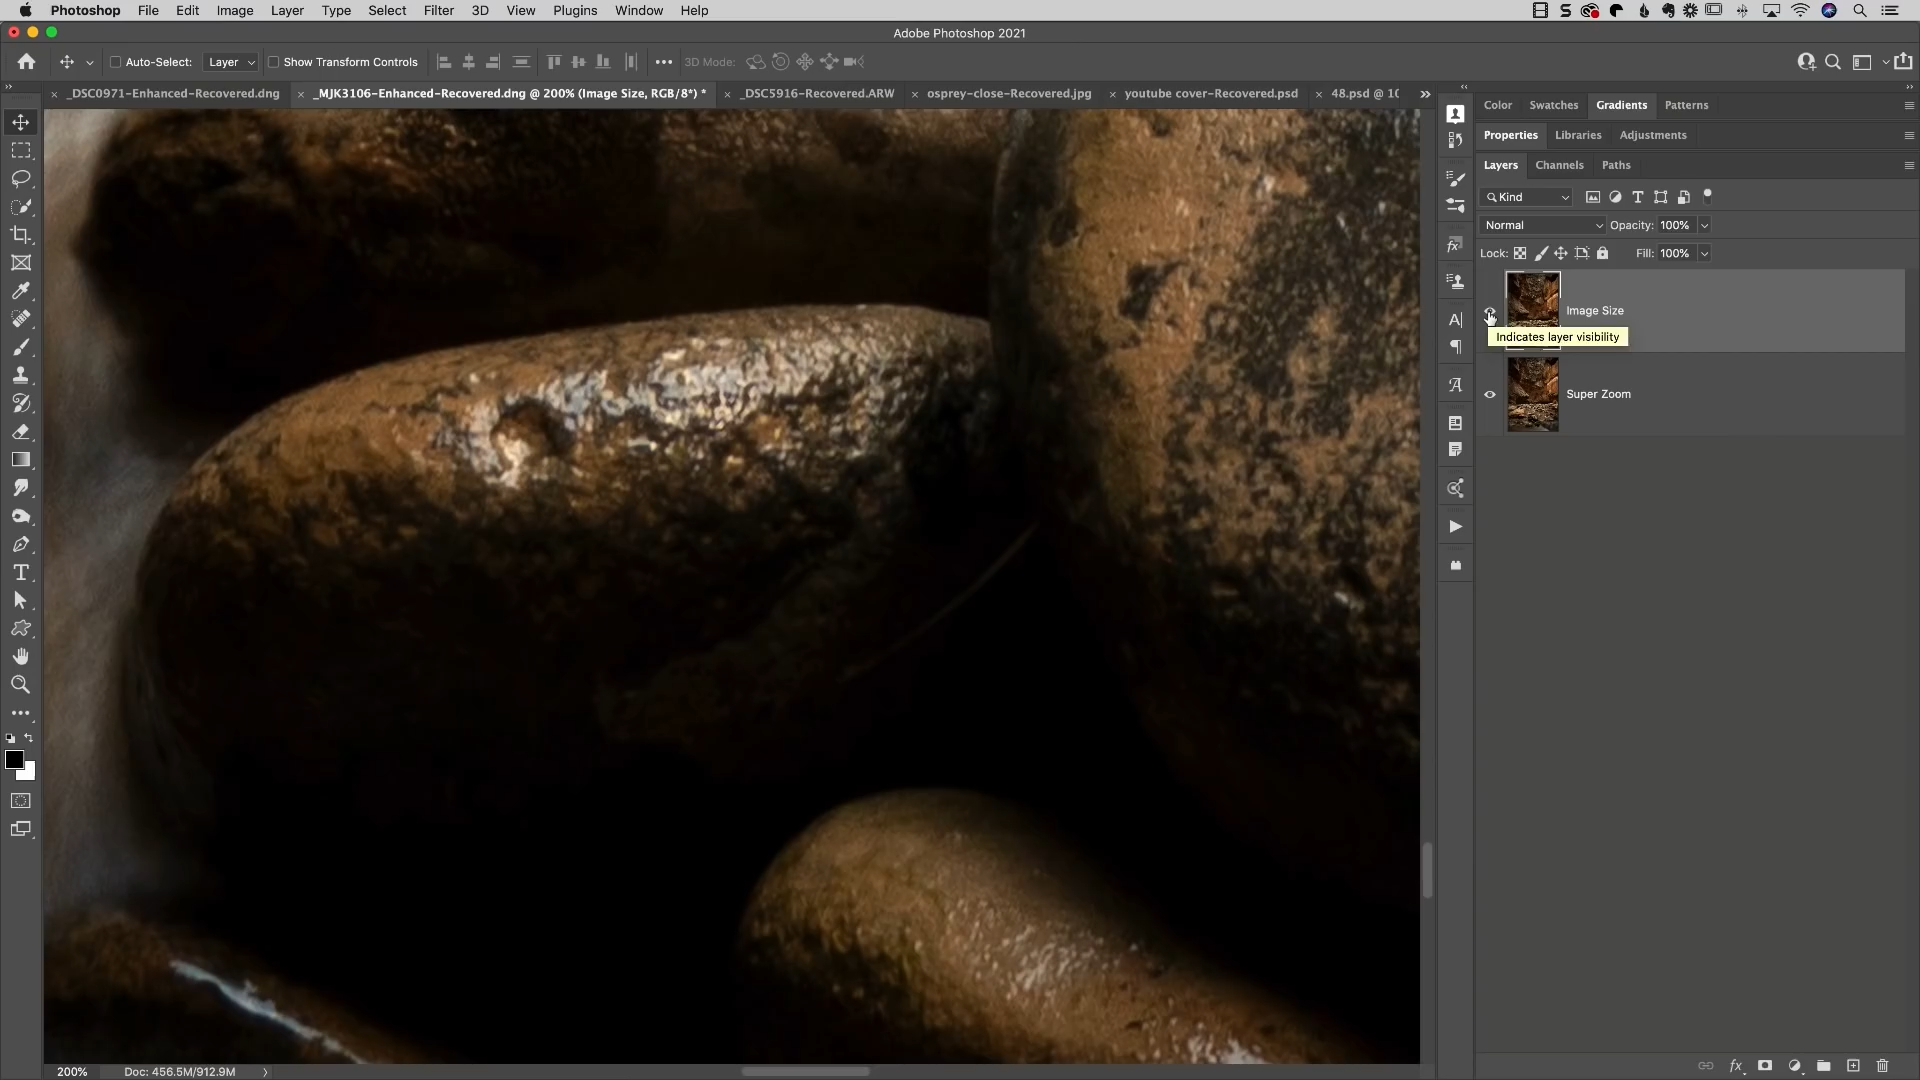 Photoshop File Edit Image Layer Type Select Filter 3D View Plugins Window Help
Adobe Photoshop 2021
Auto-Select: Layer Show Transform Controls 3D Mode:
_DSC0971-Enhanced-Recovered.dng _MJK3106-Enhanced-Recovered.dng @ 200% (Image Size, RGB/8*) * _DSC5916-Recovered.ARW osprey-close-Recovered.jpg youtube cover-Recovered.psd 48.psd @ 10
Color Swatches Gradients Patterns
Properties Libraries Adjustments
Layers Channels Paths
Kind
Normal Opacity: 100%
Lock: Fill: 100%
Image Size
Indicates layer visibility
Super Zoom
200% Doc: 456.5M/912.9M